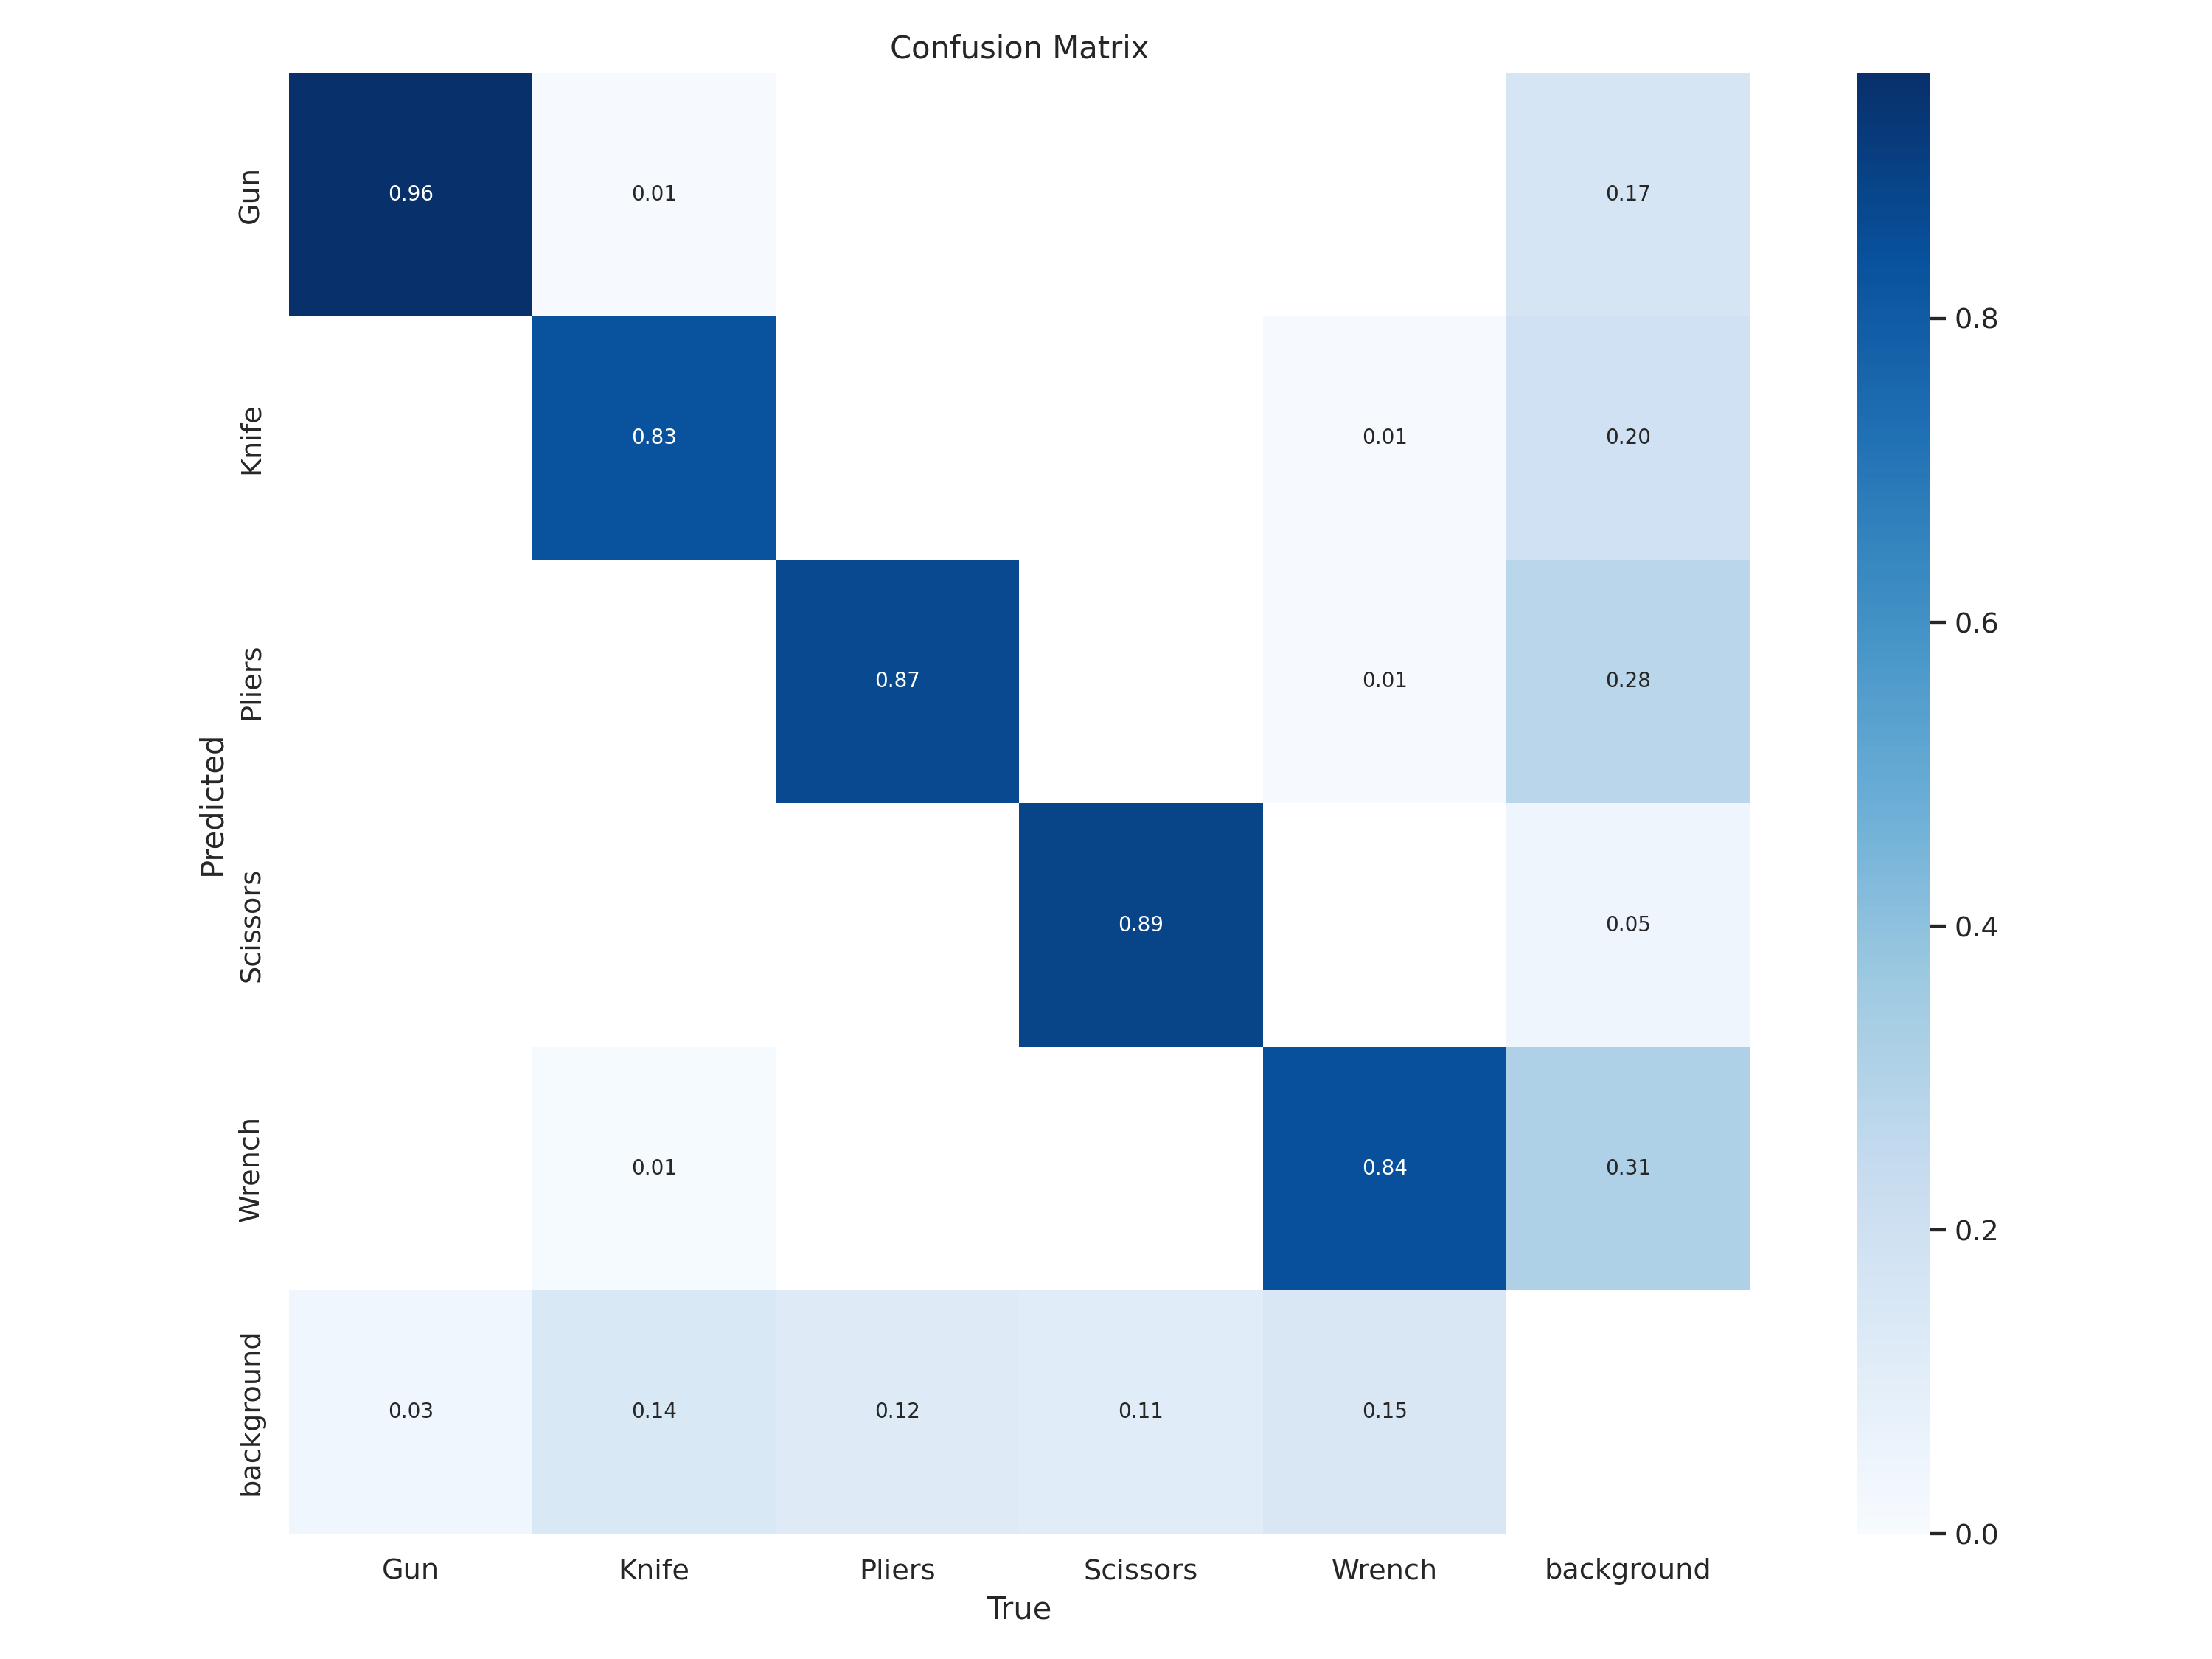 Confusion Matrix
Gun
0.96
0.01
0.17
Knife
0.83
0.01
0.20
Pliers
0.87
0.01
0.28
Scissors
0.89
0.05
Wrench
0.01
0.84
0.31
background
0.03
0.14
0.12
0.11
0.15
Predicted
Gun
Knife
Pliers
Scissors
Wrench
background
True
0.8
0.6
0.4
0.2
0.0